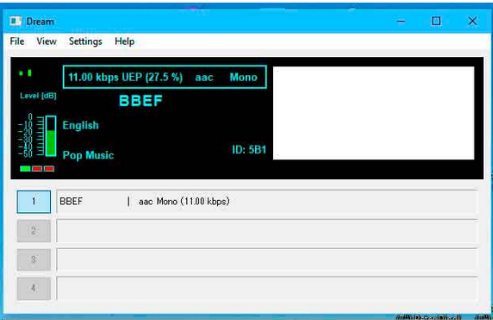 Dream
File View Settings Help
11.00 kbps UEP (27.5 %) aac Mono
Level [dB]
BBEF
0
-10
-20
-30
-40
-50
English
Pop Music
ID: 5B1
1
BBEF | aac Mono (11.00 kbps)
2
3
4